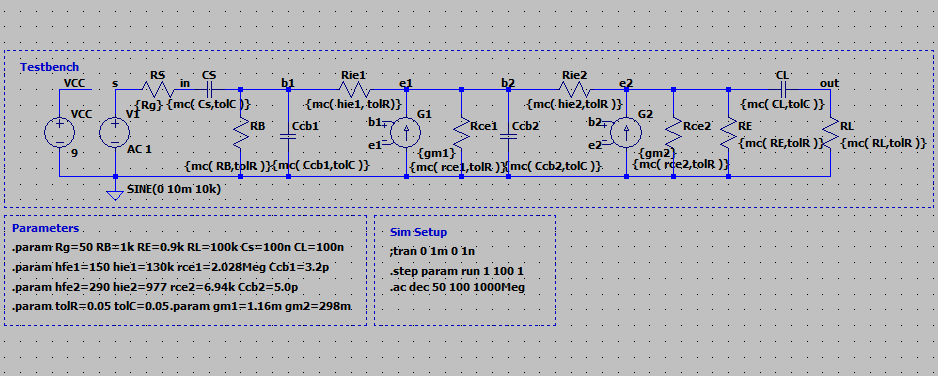 Testbench
VCC s RS in CS b1 Rie1 e1 b2 Rie2 e2 CL out
{Rg} {mc( Cs,tolC )} {mc( hie1, tolR)} {mc( hie2,tolR )} {mc( CL,tolC )}
VCC V1 RB Ccb1 b1 G1 Rce1 Ccb2 b2 G2 Rce2 RE RL
9 AC 1 e1 {gm1} e2 {gm2}
{mc( RB,tolR )} {mc( Ccb1,tolC )} {mc( rce1,tolR )} {mc( Ccb2,tolC )} {mc( rce2,tolR )} {mc( RE,tolR )} {mc( RL,tolR )}
SINE(0 10m 10k)
Parameters
.param Rg=50 RB=1k RE=0.9k RL=100k Cs=100n CL=100n
.param hfe1=150 hie1=130k rce1=2.028Meg Ccb1=3.2p
.param hfe2=290 hie2=977 rce2=6.94k Ccb2=5.0p
.param tolR=0.05 tolC=0.05.param gm1=1.16m gm2=298m
Sim Setup
;tran 0 1m 0 1n
.step param run 1 100 1
.ac dec 50 100 1000Meg